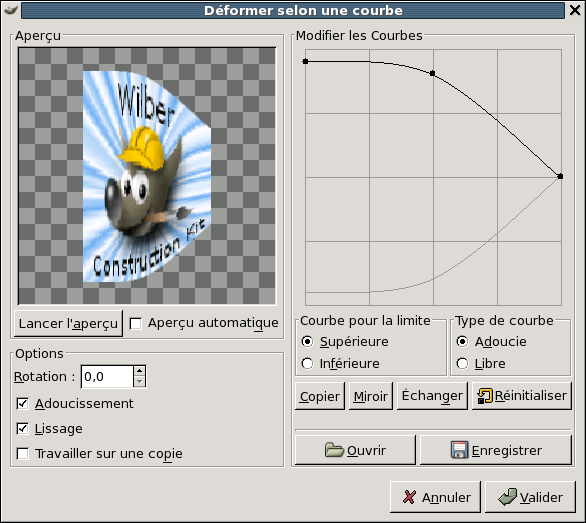 Déformer selon une courbe
Aperçu
Wilber
Construction Kit
Lancer l'aperçu
Aperçu automatique
Options
Rotation :
0,0
Adoucissement
Lissage
Travailler sur une copie
Modifier les Courbes
Courbe pour la limite
Supérieure
Inférieure
Type de courbe
Adoucie
Libre
Copier
Miroir
Échanger
Réinitialiser
Ouvrir
Enregistrer
Annuler
Valider